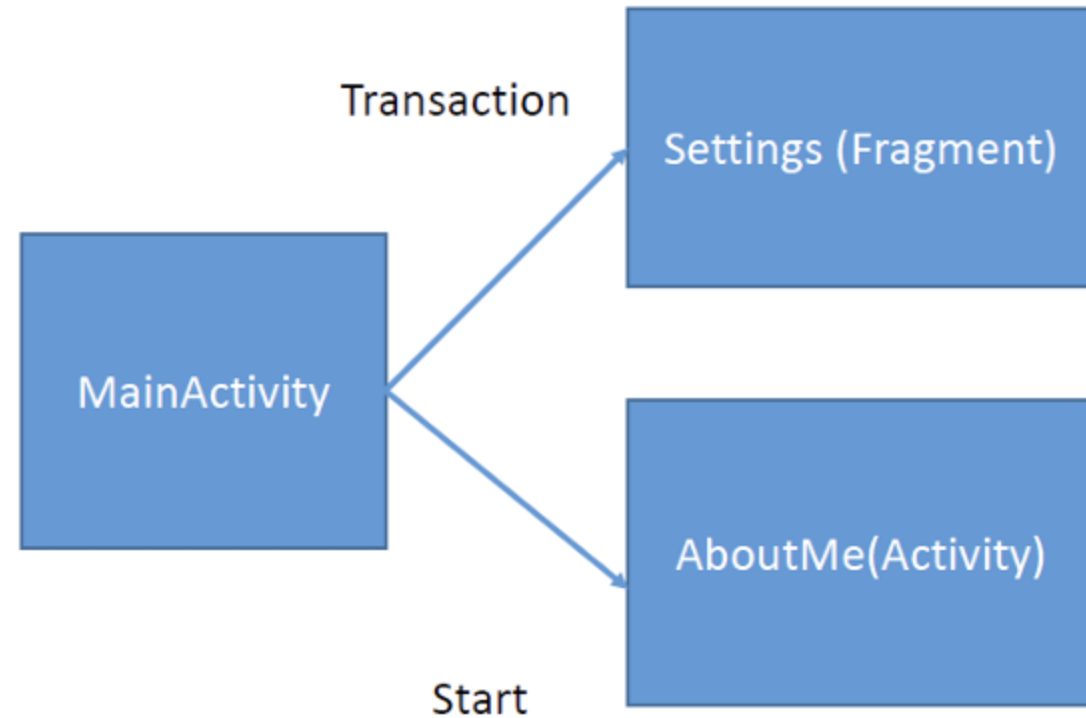 Transaction
Settings (Fragment)
MainActivity
AboutMe(Activity)
Start